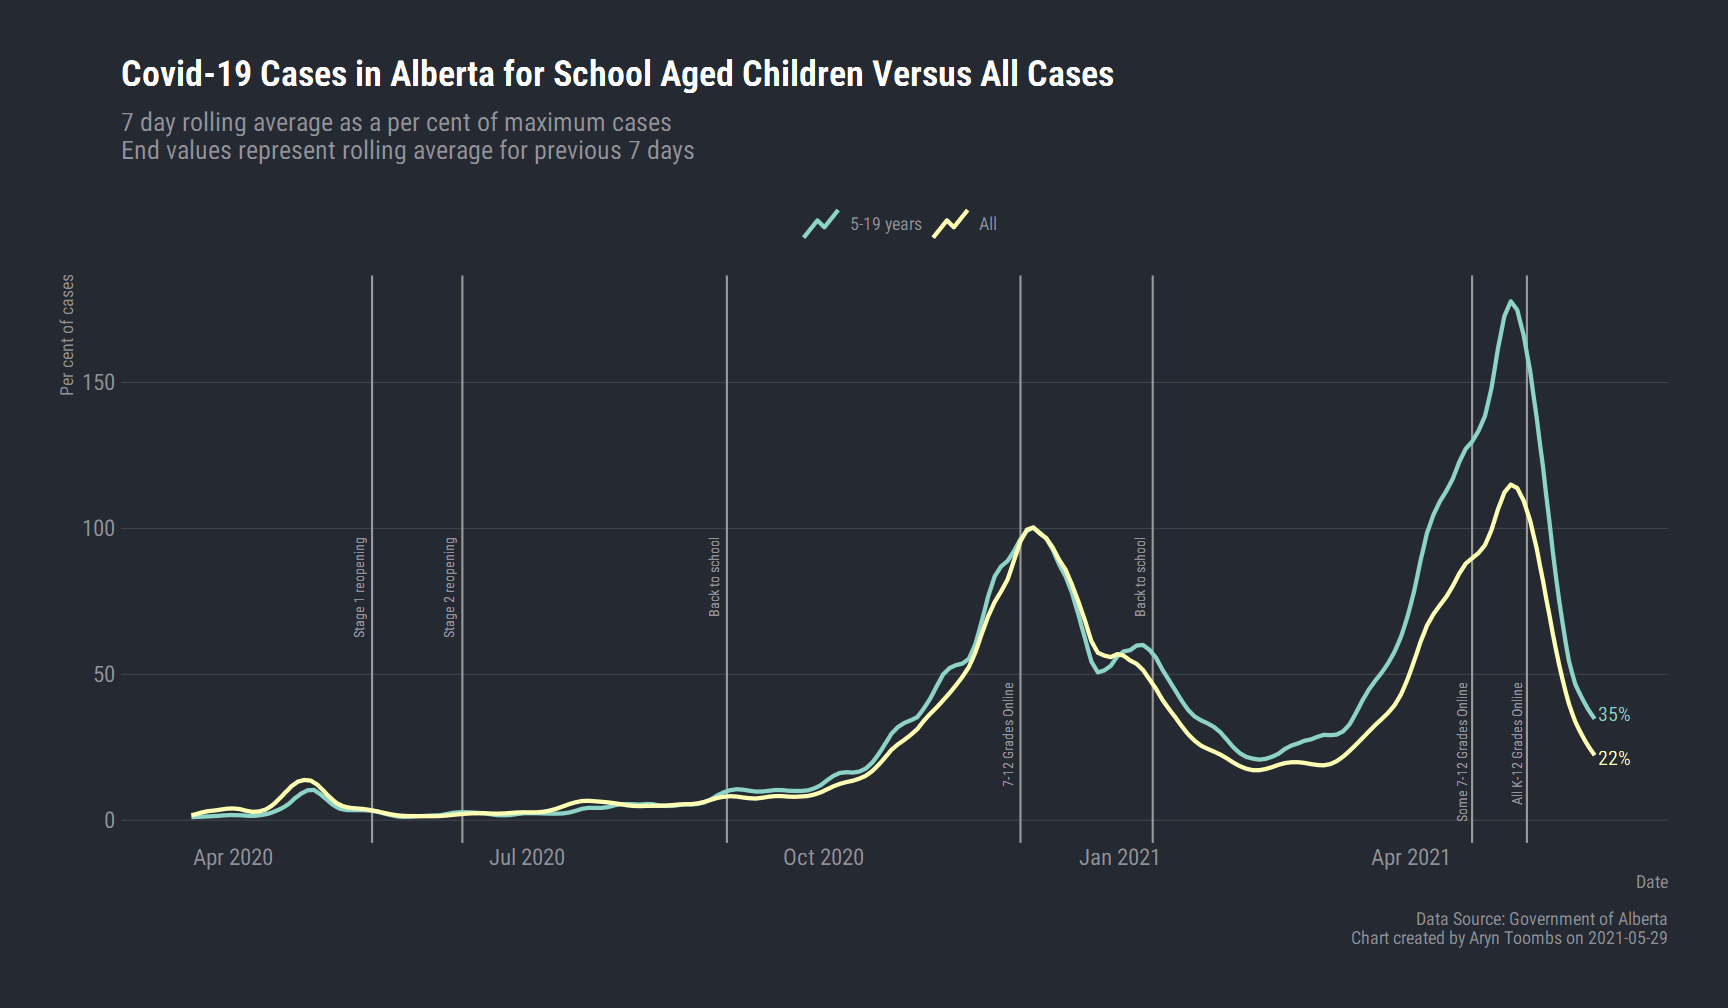 Covid-19 Cases in Alberta for School Aged Children Versus All Cases
7 day rolling average as a per cent of maximum cases
End values represent rolling average for previous 7 days
5-19 years
All
Per cent of cases
150
100
50
0
Stage 1 reopening
Stage 2 reopening
Back to school
7-12 Grades Online
Back to school
Some 7-12 Grades Online
All K-12 Grades Online
35%
22%
Apr 2020
Jul 2020
Oct 2020
Jan 2021
Apr 2021
Date
Data Source: Government of Alberta
Chart created by Aryn Toombs on 2021-05-29